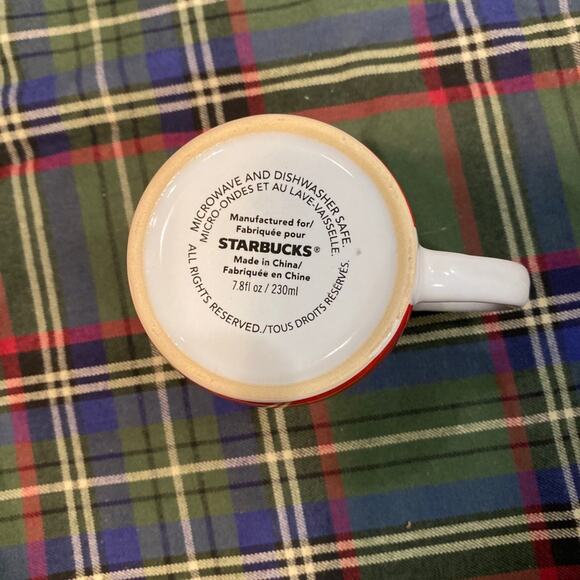 MICROWAVE AND DISHWASHER SAFE.
MICRO-ONDES ET AU LAVE-VAISSELLE.
Manufactured for/
Fabriquée pour
STARBUCKS®
Made in China/
Fabriquée en Chine
7.8fl oz / 230ml
ALL RIGHTS RESERVED./TOUS DROITS RÉSERVÉS.